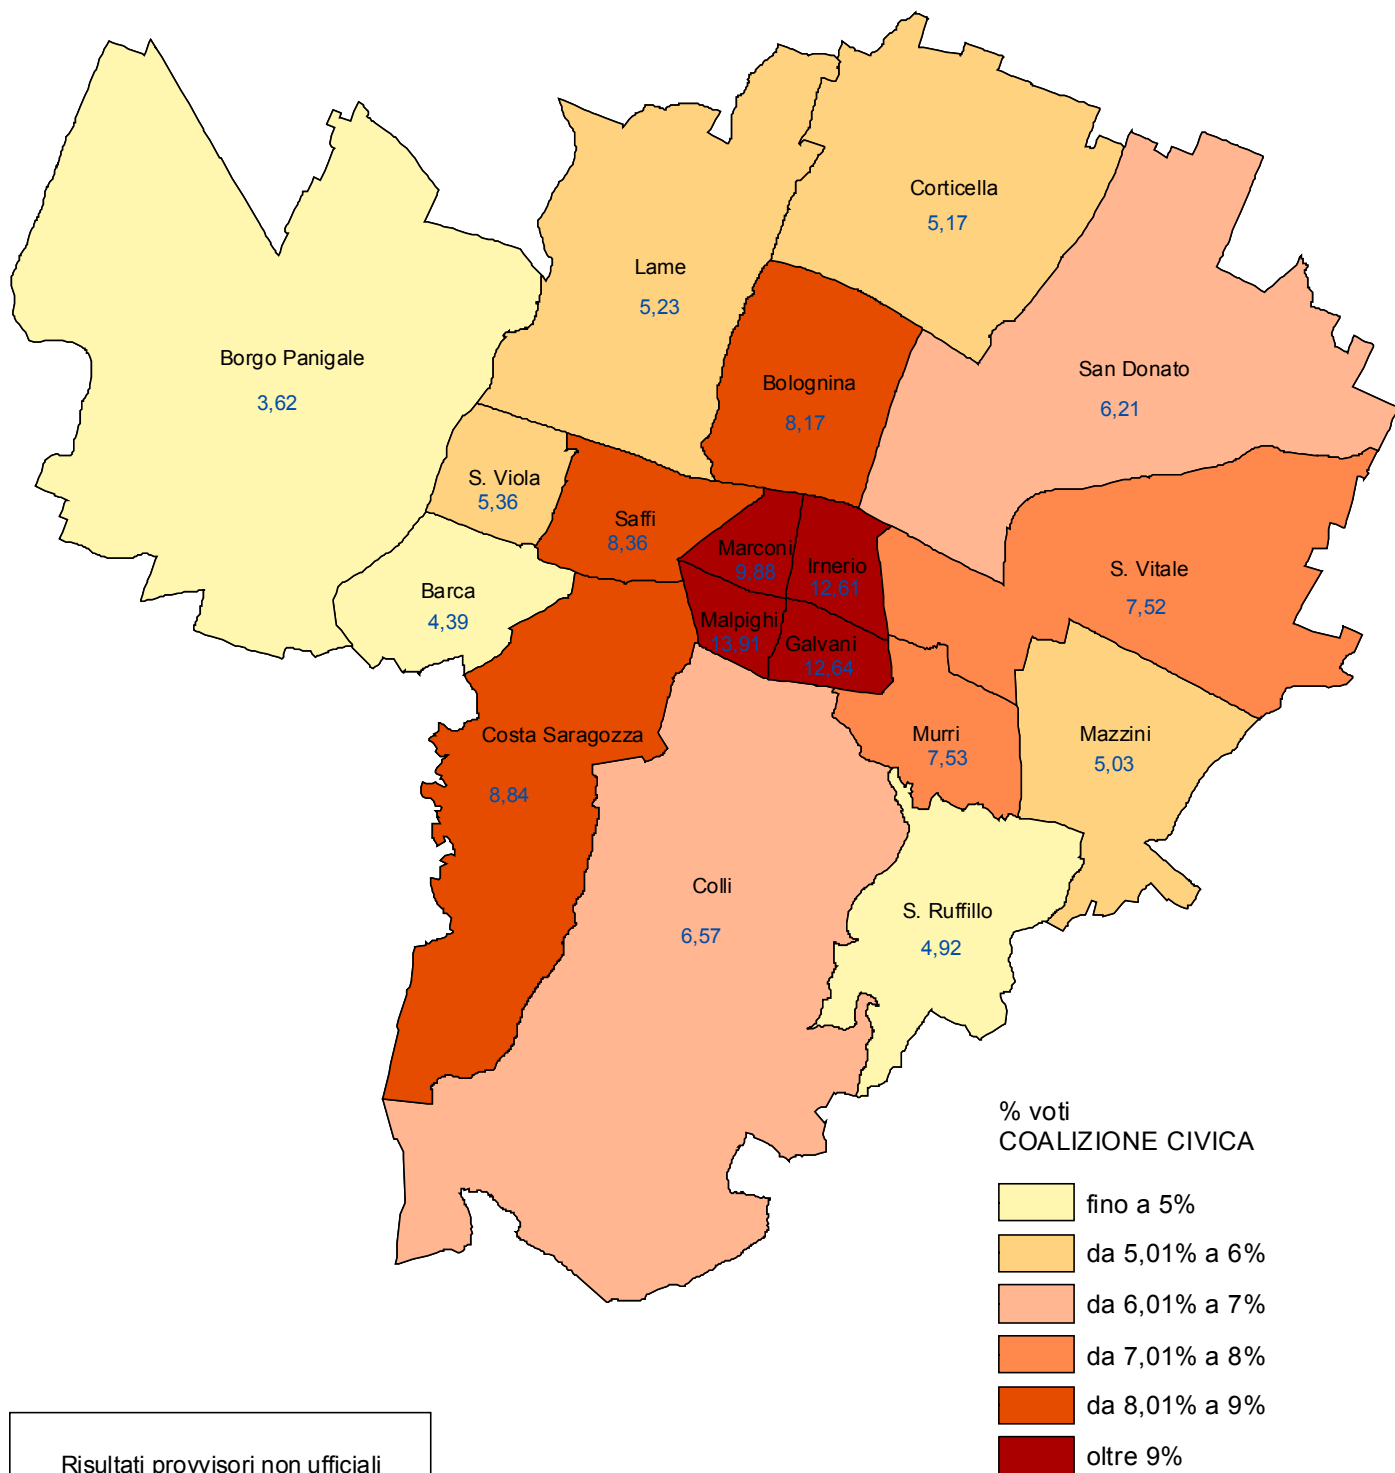 Corticella
5,17
Lame
5,23
Borgo Panigale
3,62
Bolognina
8,17
San Donato
6,21
S. Viola
5,36
Saffi
8,36
Marconi
9,88
Irnerio
12,61
S. Vitale
7,52
Barca
4,39
Malpighi
13,91
Galvani
12,64
Costa Saragozza
8,84
Murri
7,53
Mazzini
5,03
Colli
6,57
S. Ruffillo
4,92
% voti
COALIZIONE CIVICA
fino a 5%
da 5,01% a 6%
da 6,01% a 7%
da 7,01% a 8%
da 8,01% a 9%
oltre 9%
Risultati provvisori non ufficiali